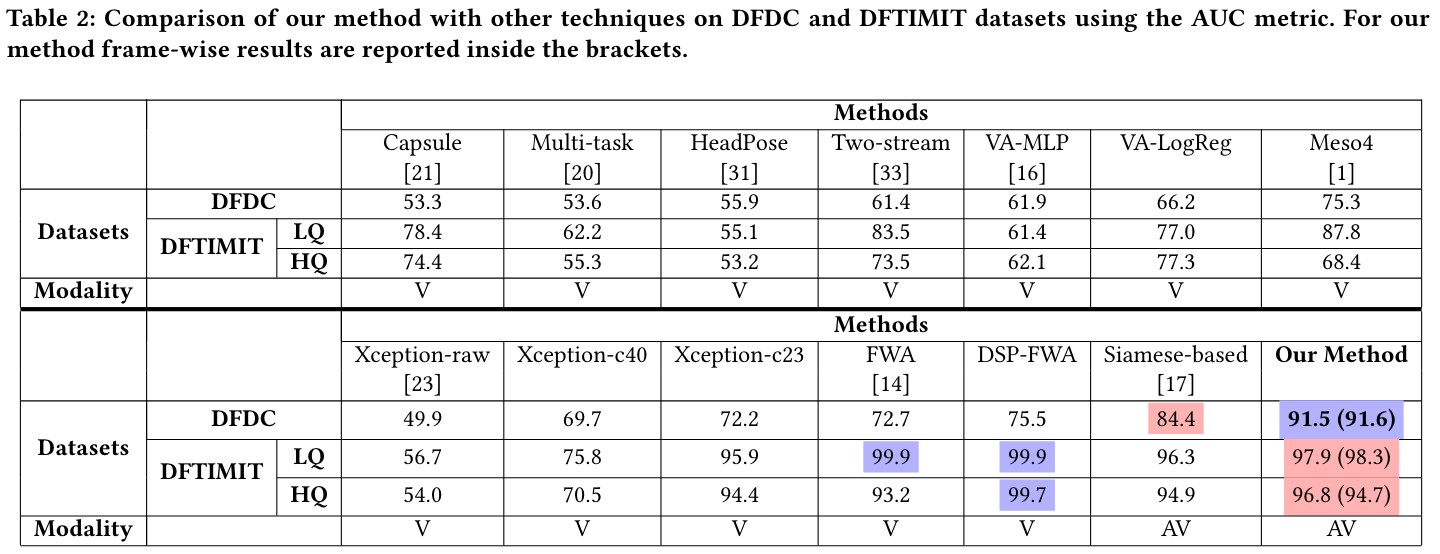 Table 2: Comparison of our method with other techniques on DFDC and DFTIMIT datasets using the AUC metric. For our
method frame-wise results are reported inside the brackets.
Methods
Capsule Multi-task HeadPose Two-stream VA-MLP VA-LogReg Meso4
[21] [20] [31] [33] [16] [1]
DFDC 53.3 53.6 55.9 61.4 61.9 66.2 75.3
Datasets DFTIMIT LQ 78.4 62.2 55.1 83.5 61.4 77.0 87.8
HQ 74.4 55.3 53.2 73.5 62.1 77.3 68.4
Modality V V V V V V V
Methods
Xception-raw Xception-c40 Xception-c23 FWA DSP-FWA Siamese-based Our Method
[23] [14] [17]
DFDC 49.9 69.7 72.2 72.7 75.5 84.4 91.5 (91.6)
Datasets DFTIMIT LQ 56.7 75.8 95.9 99.9 99.9 96.3 97.9 (98.3)
HQ 54.0 70.5 94.4 93.2 99.7 94.9 96.8 (94.7)
Modality V V V V V AV AV